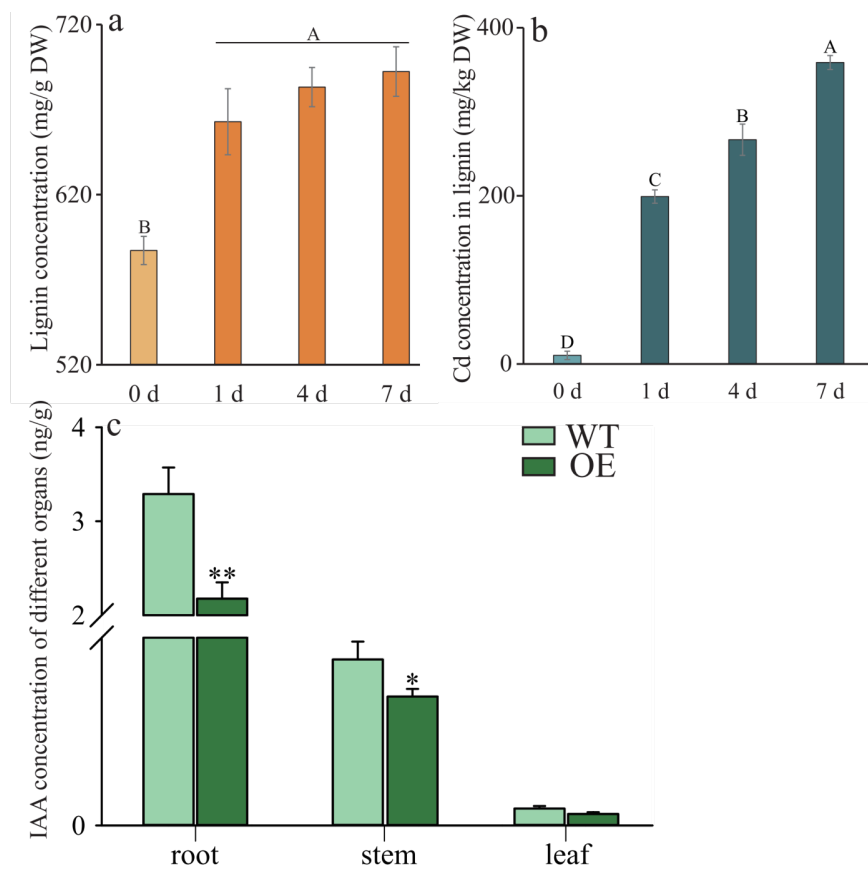 a
Lignin concentration (mg/g DW)
720
620
520
B
A
0 d
1 d
4 d
7 d
b
Cd concentration in lignin (mg/kg DW)
400
200
0
D
C
B
A
0 d
1 d
4 d
7 d
c
IAA concentration of different organs (ng/g)
4
3
2
0
WT
OE
**
*
root
stem
leaf